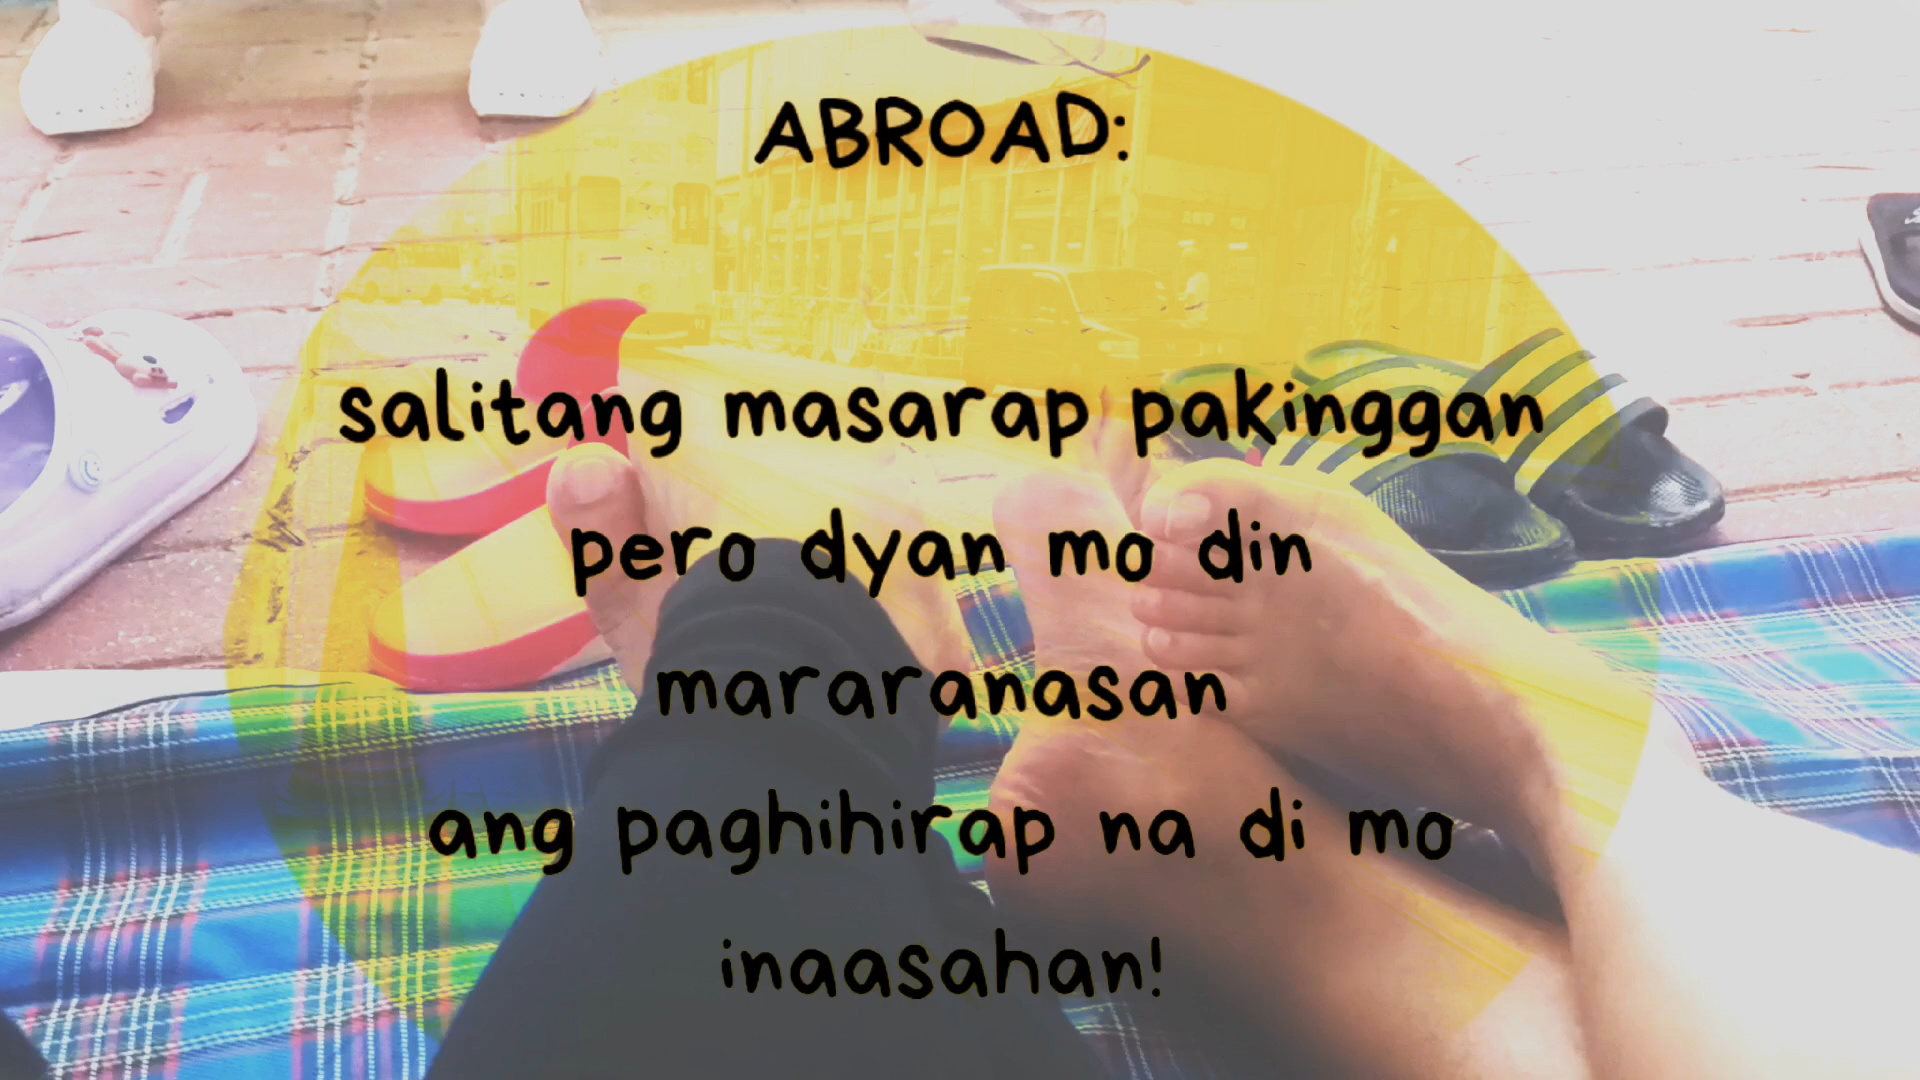 ABROAD:
salitang masarap pakinggan
pero dyan mo din
mararanasan
ang paghihirap na di mo
inaasahan!